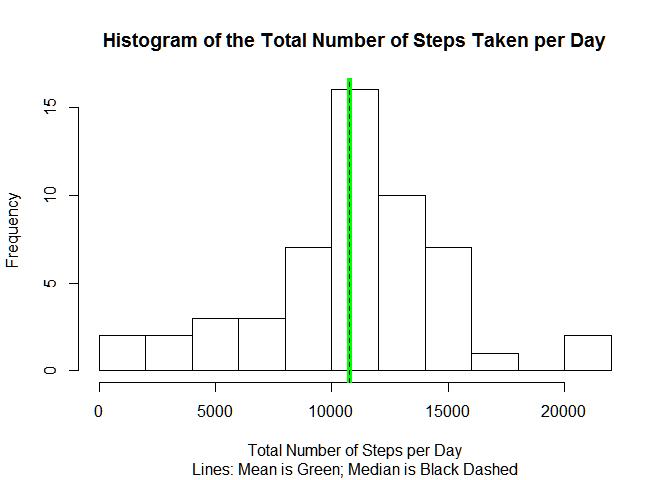 Histogram of the Total Number of Steps Taken per Day
Frequency
15
10
5
0
0 5000 10000 15000 20000
Total Number of Steps per Day
Lines: Mean is Green; Median is Black Dashed